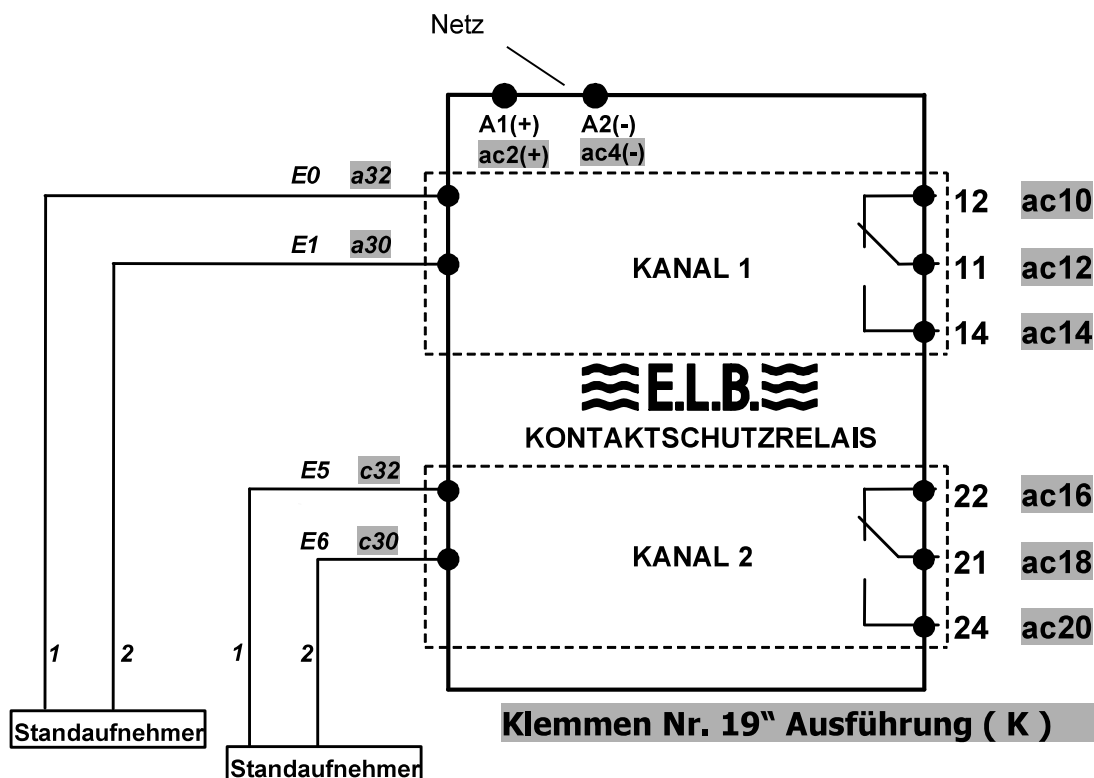 Netz
A1(+) A2(-)
ac2(+) ac4(-)
E0 a32
12 ac10
E1 a30
KANAL 1
11 ac12
14 ac14
E.L.B.
KONTAKTSCHUTZRELAIS
E5 c32
22 ac16
E6 c30
KANAL 2
21 ac18
24 ac20
1 2 1 2
Standaufnehmer
Klemmen Nr. 19“ Ausführung ( K )
Standaufnehmer